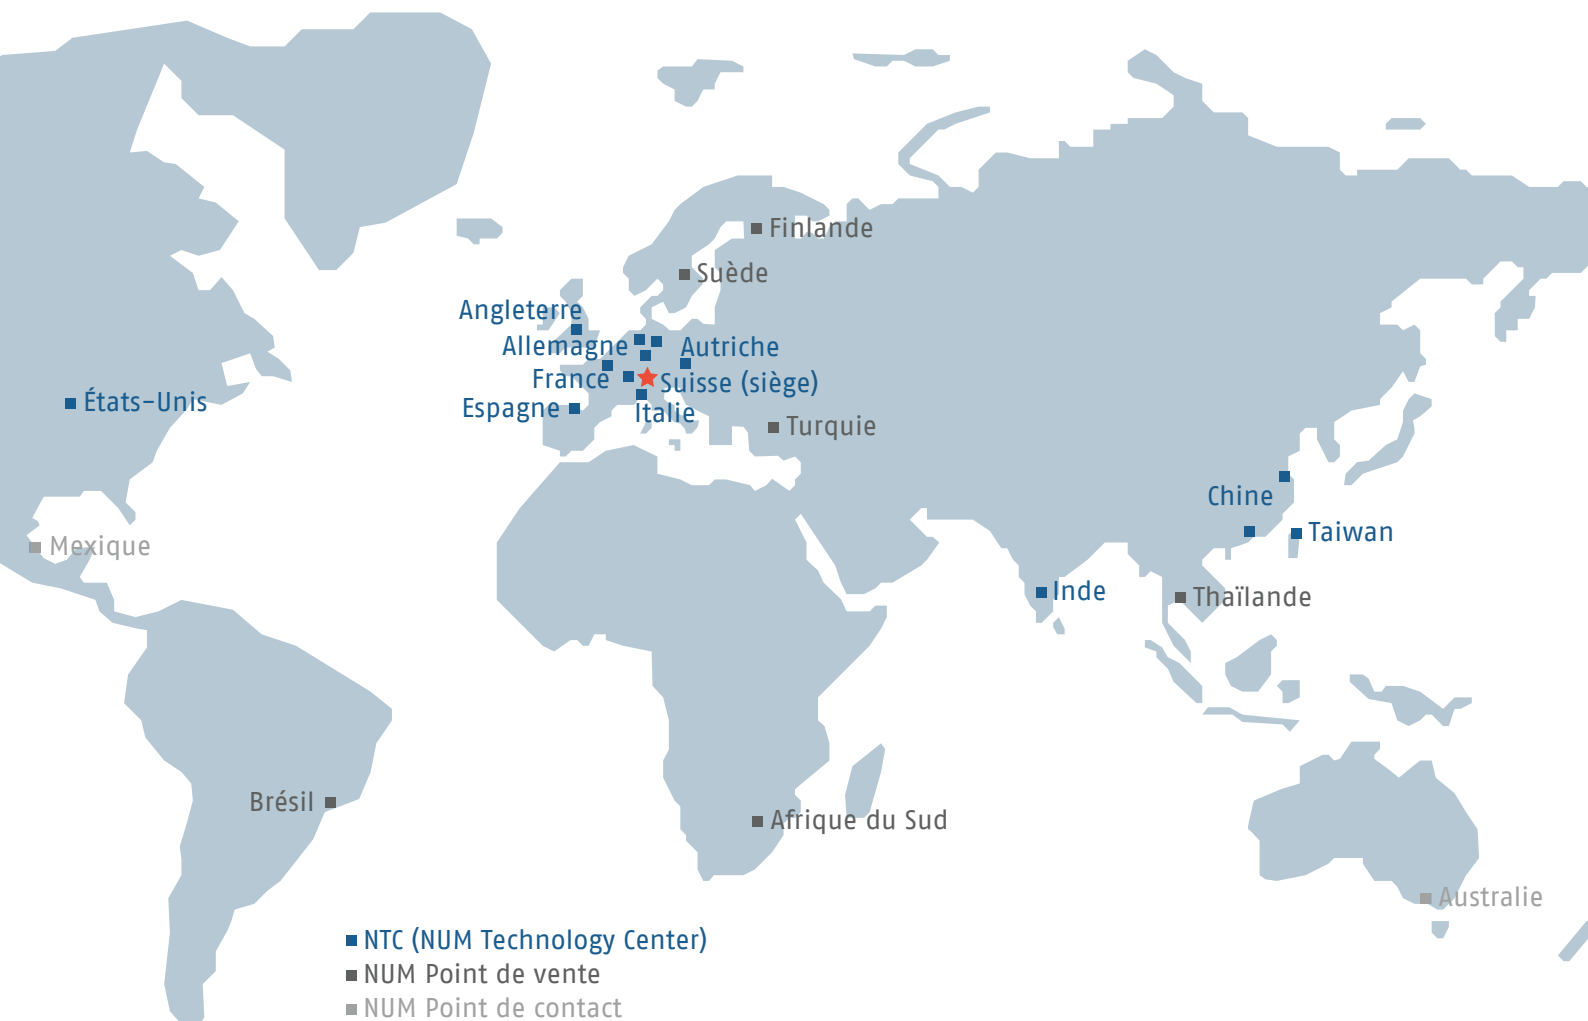 Finlande
Suède
Angleterre
Allemagne
Autriche
France
Suisse (siège)
États-Unis
Espagne
Italie
Turquie
Chine
Taiwan
Mexique
Inde
Thaïlande
Brésil
Afrique du Sud
Australie
NTC (NUM Technology Center)
NUM Point de vente
NUM Point de contact